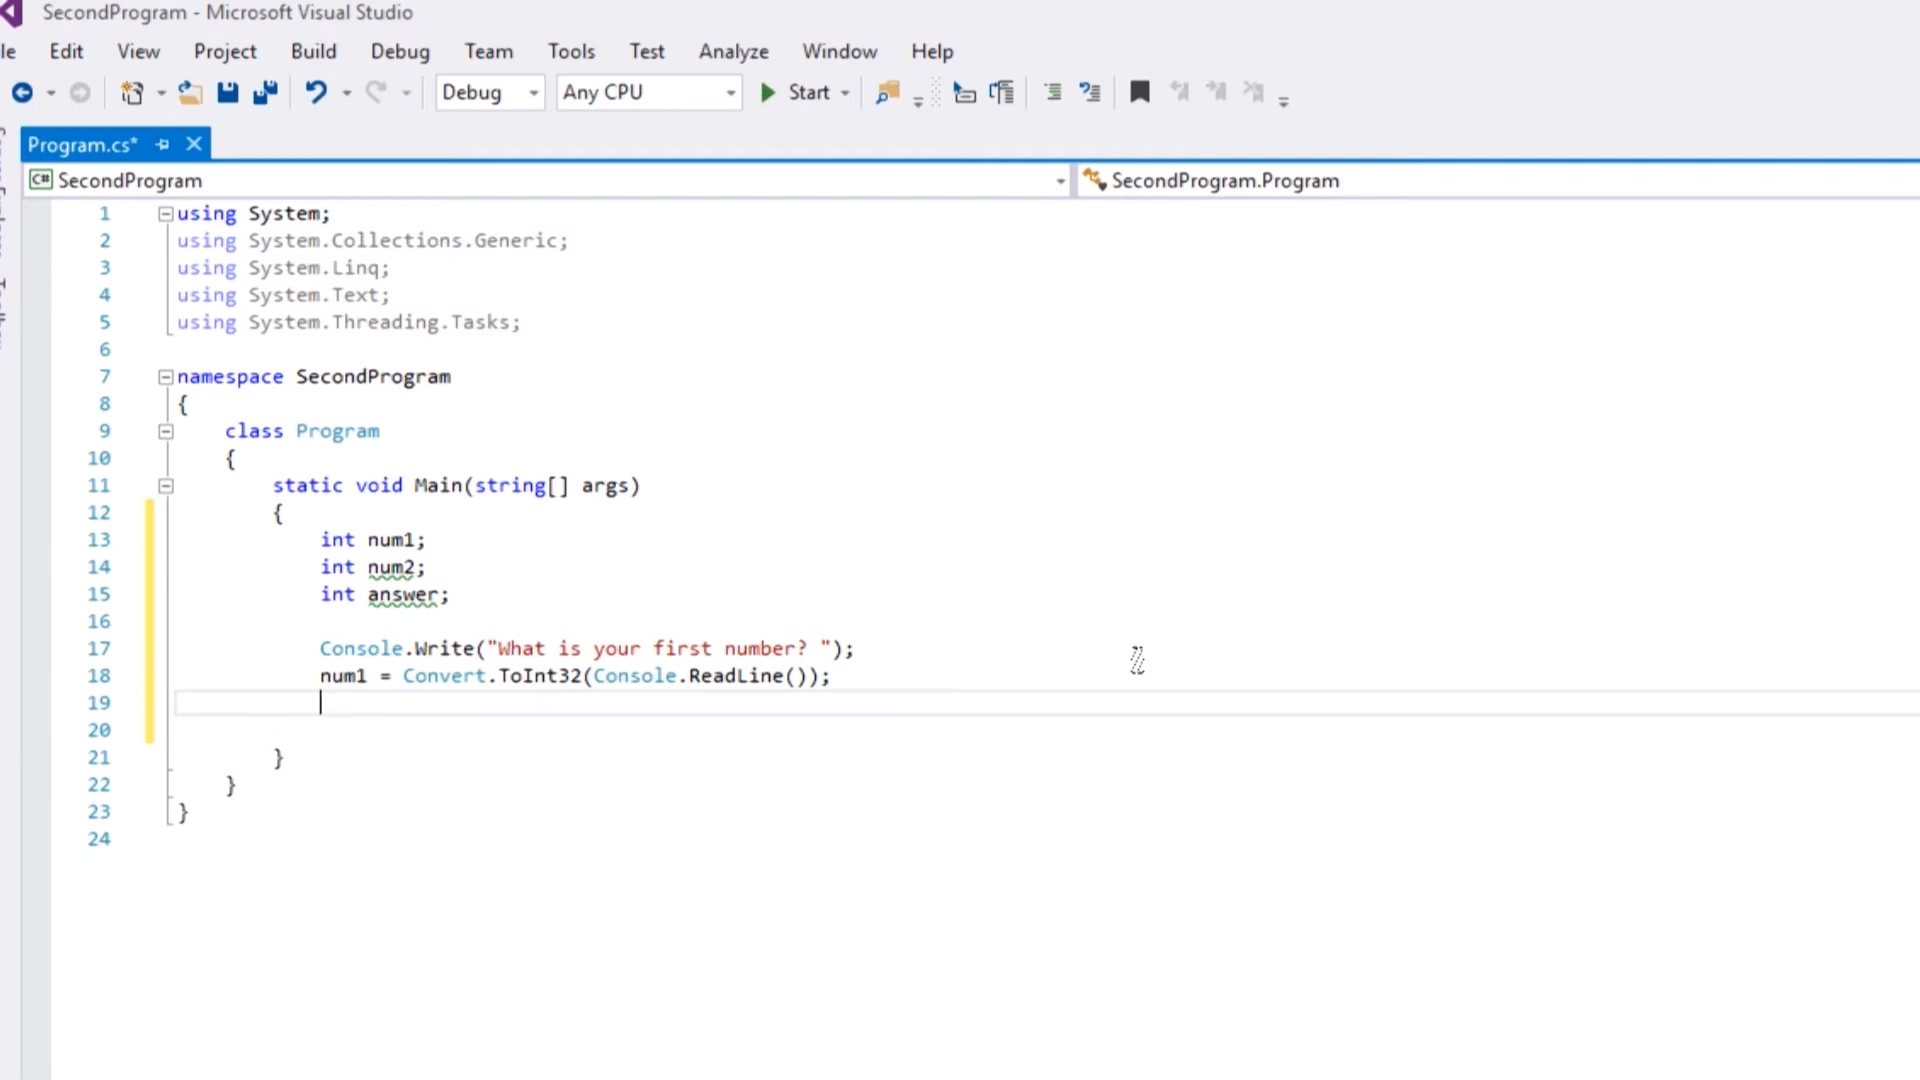 SecondProgram - Microsoft Visual Studio
le Edit View Project Build Debug Team Tools Test Analyze Window Help
Debug Any CPU Start
Program.cs*
C# SecondProgram SecondProgram.Program
1 using System;
2 using System.Collections.Generic;
3 using System.Linq;
4 using System.Text;
5 using System.Threading.Tasks;
6
7 namespace SecondProgram
8 {
9 class Program
10 {
11 static void Main(string[] args)
12 {
13 int num1;
14 int num2;
15 int answer;
16
17 Console.Write("What is your first number? ");
18 num1 = Convert.ToInt32(Console.ReadLine());
19
20
21 }
22 }
23 }
24